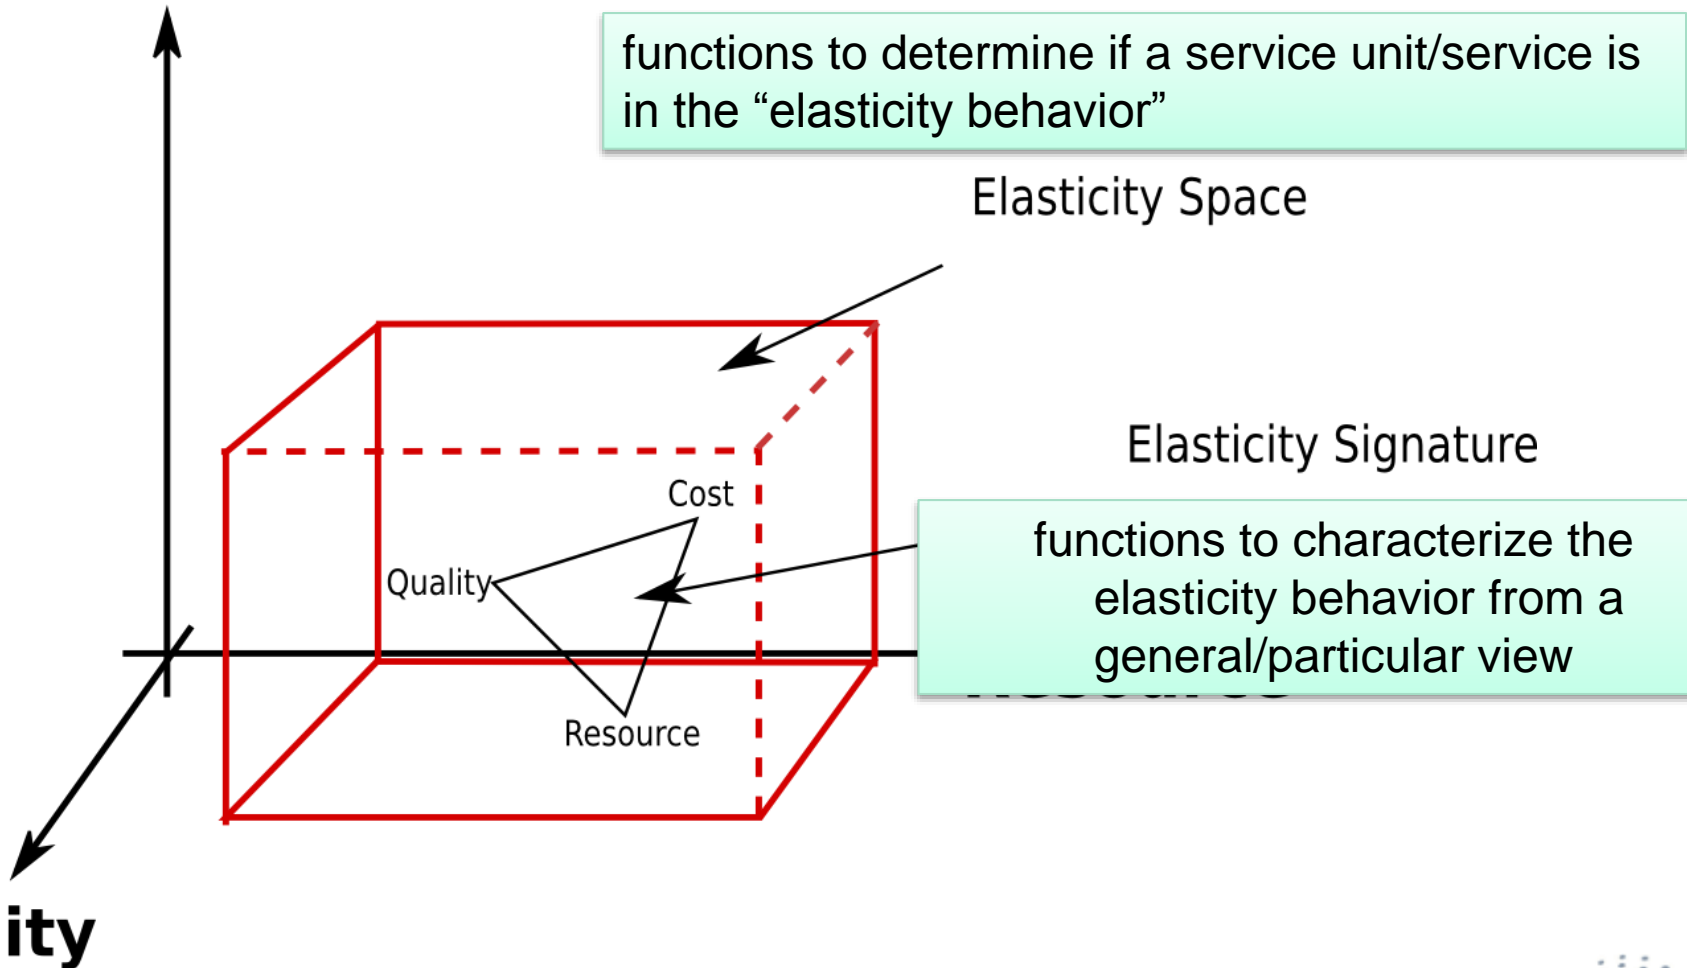 functions to determine if a service unit/service is
in the “elasticity behavior”
Elasticity Space
Elasticity Signature
Cost
functions to characterize the
elasticity behavior from a
general/particular view
Quality
Resource
ity